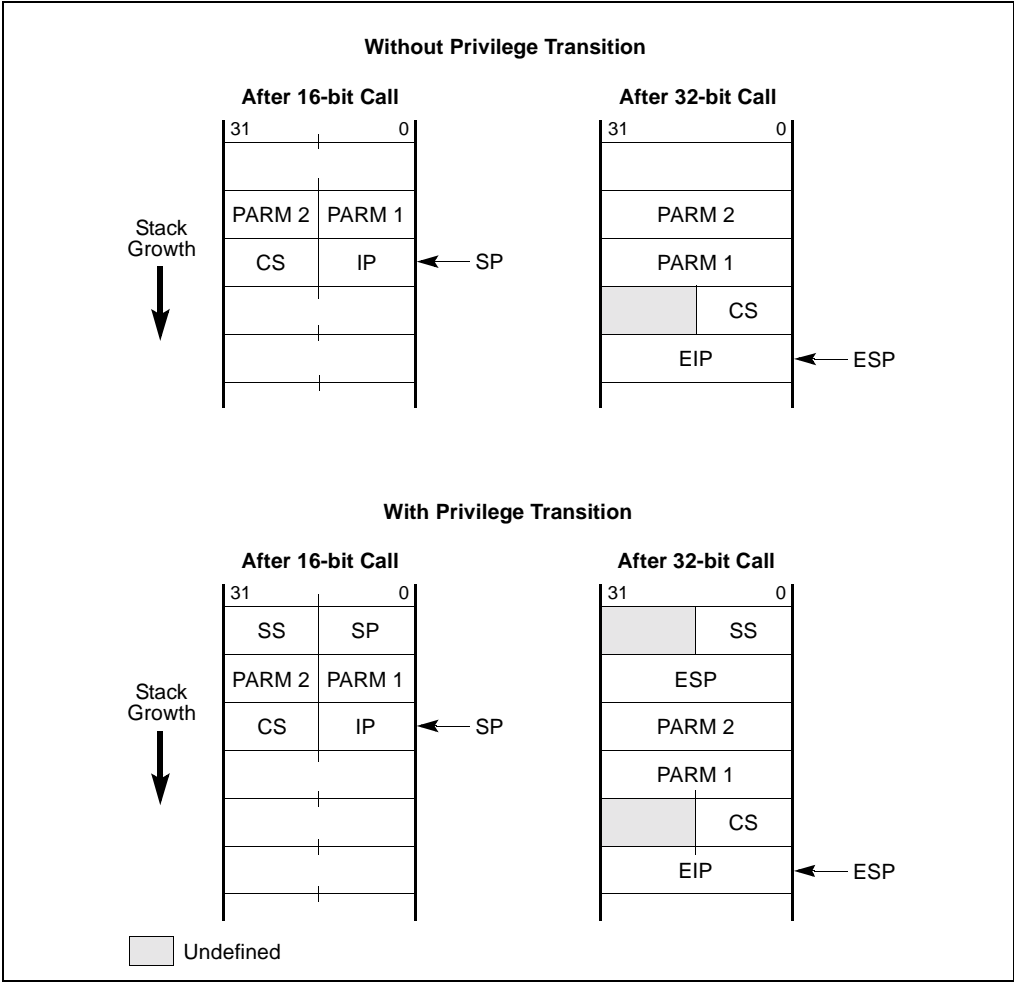 Without Privilege Transition
After 16-bit Call
After 32-bit Call
31 0
31 0
PARM 2 PARM 1
PARM 2
Stack
Growth
CS IP
SP
PARM 1
CS
EIP
ESP
With Privilege Transition
After 16-bit Call
After 32-bit Call
31 0
31 0
SS SP
SS
PARM 2 PARM 1
ESP
Stack
Growth
CS IP
SP
PARM 2
PARM 1
CS
EIP
ESP
Undefined